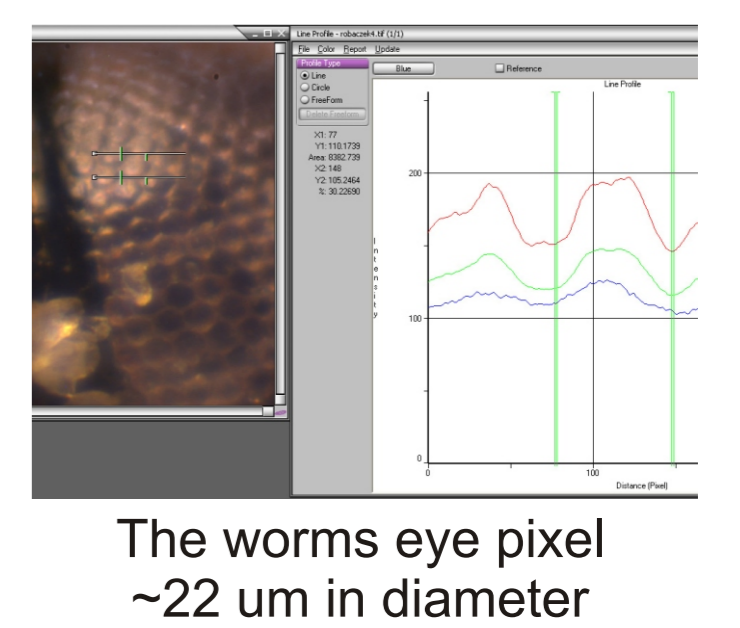 Line Profile - robaczek4.tif (1/1)
File Color Report Update
Profile Type
Line
Circle
FreeForm
Delete Freeform
Blue
Reference
X1: 77
Y1: 110.1739
Area: 8382.739
X2: 148
Y2: 105.2464
%: 30.22690
Line Profile
Intensity
200
100
0
0
100
Distance (Pixel)
The worms eye pixel
~22 um in diameter